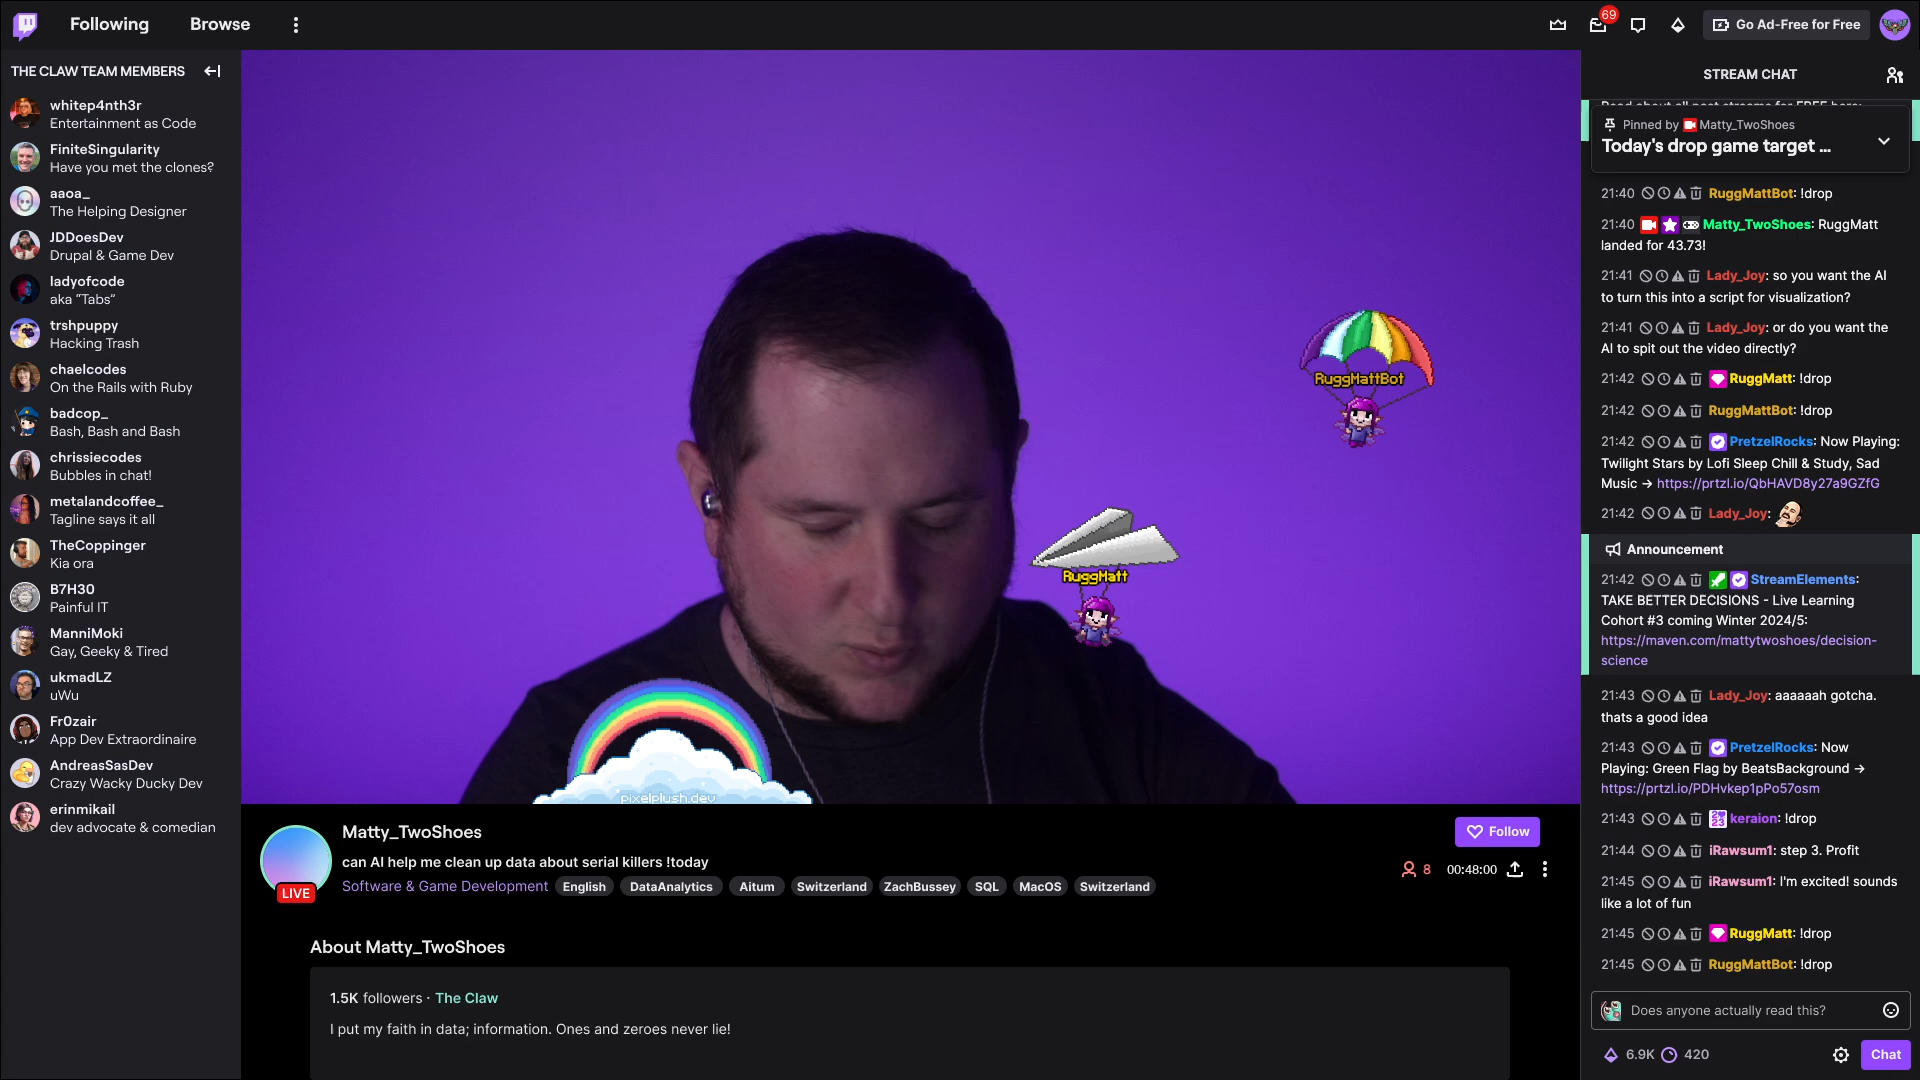 Following
Browse
69
Go Ad-Free for Free
THE CLAW TEAM MEMBERS
whitep4nth3r
Entertainment as Code
FiniteSingularity
Have you met the clones?
aaoa_
The Helping Designer
JDDoesDev
Drupal & Game Dev
ladyofcode
aka "Tabs"
trshpuppy
Hacking Trash
chaelcodes
On the Rails with Ruby
badcop_
Bash, Bash and Bash
chrissiecodes
Bubbles in chat!
metalandcoffee_
Tagline says it all
TheCoppinger
Kia ora
B7H30
Painful IT
ManniMoki
Gay, Geeky & Tired
ukmadLZ
uWu
Fr0zair
App Dev Extraordinaire
AndreasSasDev
Crazy Wacky Ducky Dev
erinmikail
dev advocate & comedian
RuggMattBot
RuggMatt
pixelplush.dev
Matty_TwoShoes
can AI help me clean up data about serial killers !today
Software & Game Development English DataAnalytics Aitum Switzerland ZachBussey SQL MacOS Switzerland
LIVE
Follow
8 00:48:00
About Matty_TwoShoes
1.5K followers · The Claw
I put my faith in data; information. Ones and zeroes never lie!
STREAM CHAT
Read about all past streams for FREE here:
Pinned by Matty_TwoShoes
Today's drop game target ...
21:40 RuggMattBot: !drop
21:40 Matty_TwoShoes: RuggMatt
landed for 43.73!
21:41 Lady_Joy: so you want the AI
to turn this into a script for visualization?
21:41 Lady_Joy: or do you want the
AI to spit out the video directly?
21:42 RuggMatt: !drop
21:42 RuggMattBot: !drop
21:42 PretzelRocks: Now Playing:
Twilight Stars by Lofi Sleep Chill & Study, Sad
Music → https://prtzl.io/QbHAVD8y27a9GZfG
21:42 Lady_Joy:
Announcement
21:42 StreamElements:
TAKE BETTER DECISIONS - Live Learning
Cohort #3 coming Winter 2024/5:
https://maven.com/mattytwoshoes/decision-
science
21:43 Lady_Joy: aaaaaah gotcha.
thats a good idea
21:43 PretzelRocks: Now
Playing: Green Flag by BeatsBackground →
https://prtzl.io/PDHvkep1pPo57osm
21:43 keraion: !drop
21:44 iRawsum1: step 3. Profit
21:45 iRawsum1: I'm excited! sounds
like a lot of fun
21:45 RuggMatt: !drop
21:45 RuggMattBot: !drop
Does anyone actually read this?
6.9K 420
Chat